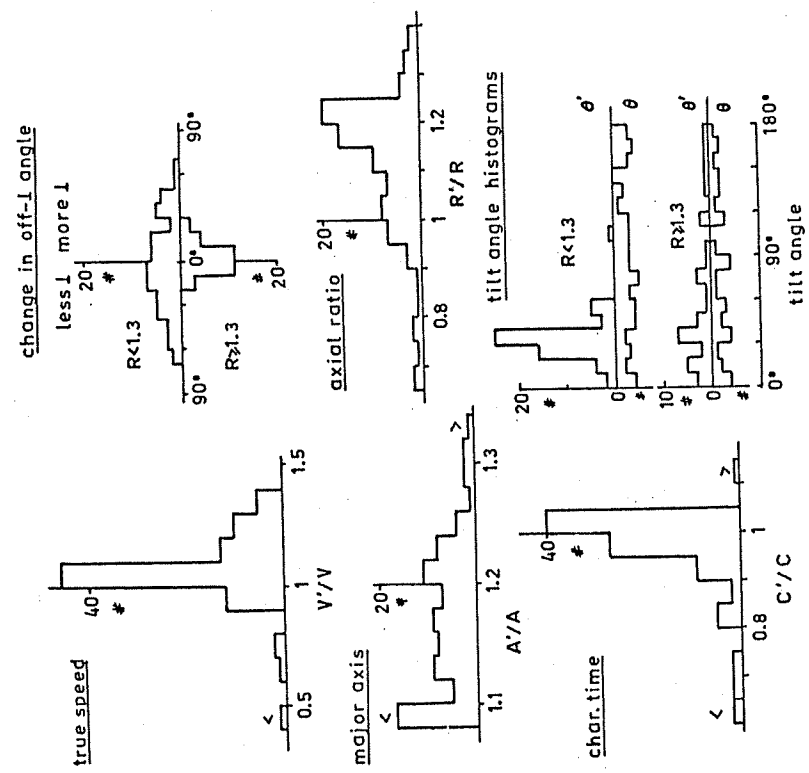 true speed
<
40
#
0.5
1
1.5
V'/V
change in off-⊥ angle
less ⊥ more ⊥
20
#
R<1.3
90°
0°
90°
R≥1.3
#
20
major axis
<
20
#
>
1.1
1.2
1.3
A'/A
axial ratio
20
#
0.8
1
1.2
R'/R
char. time
<
40
#
>
0.8
1
C'/C
tilt angle histograms
20
#
R<1.3
θ'
0
θ
#
10
#
R≥1.3
θ'
0
θ
#
0°
90°
180°
tilt angle